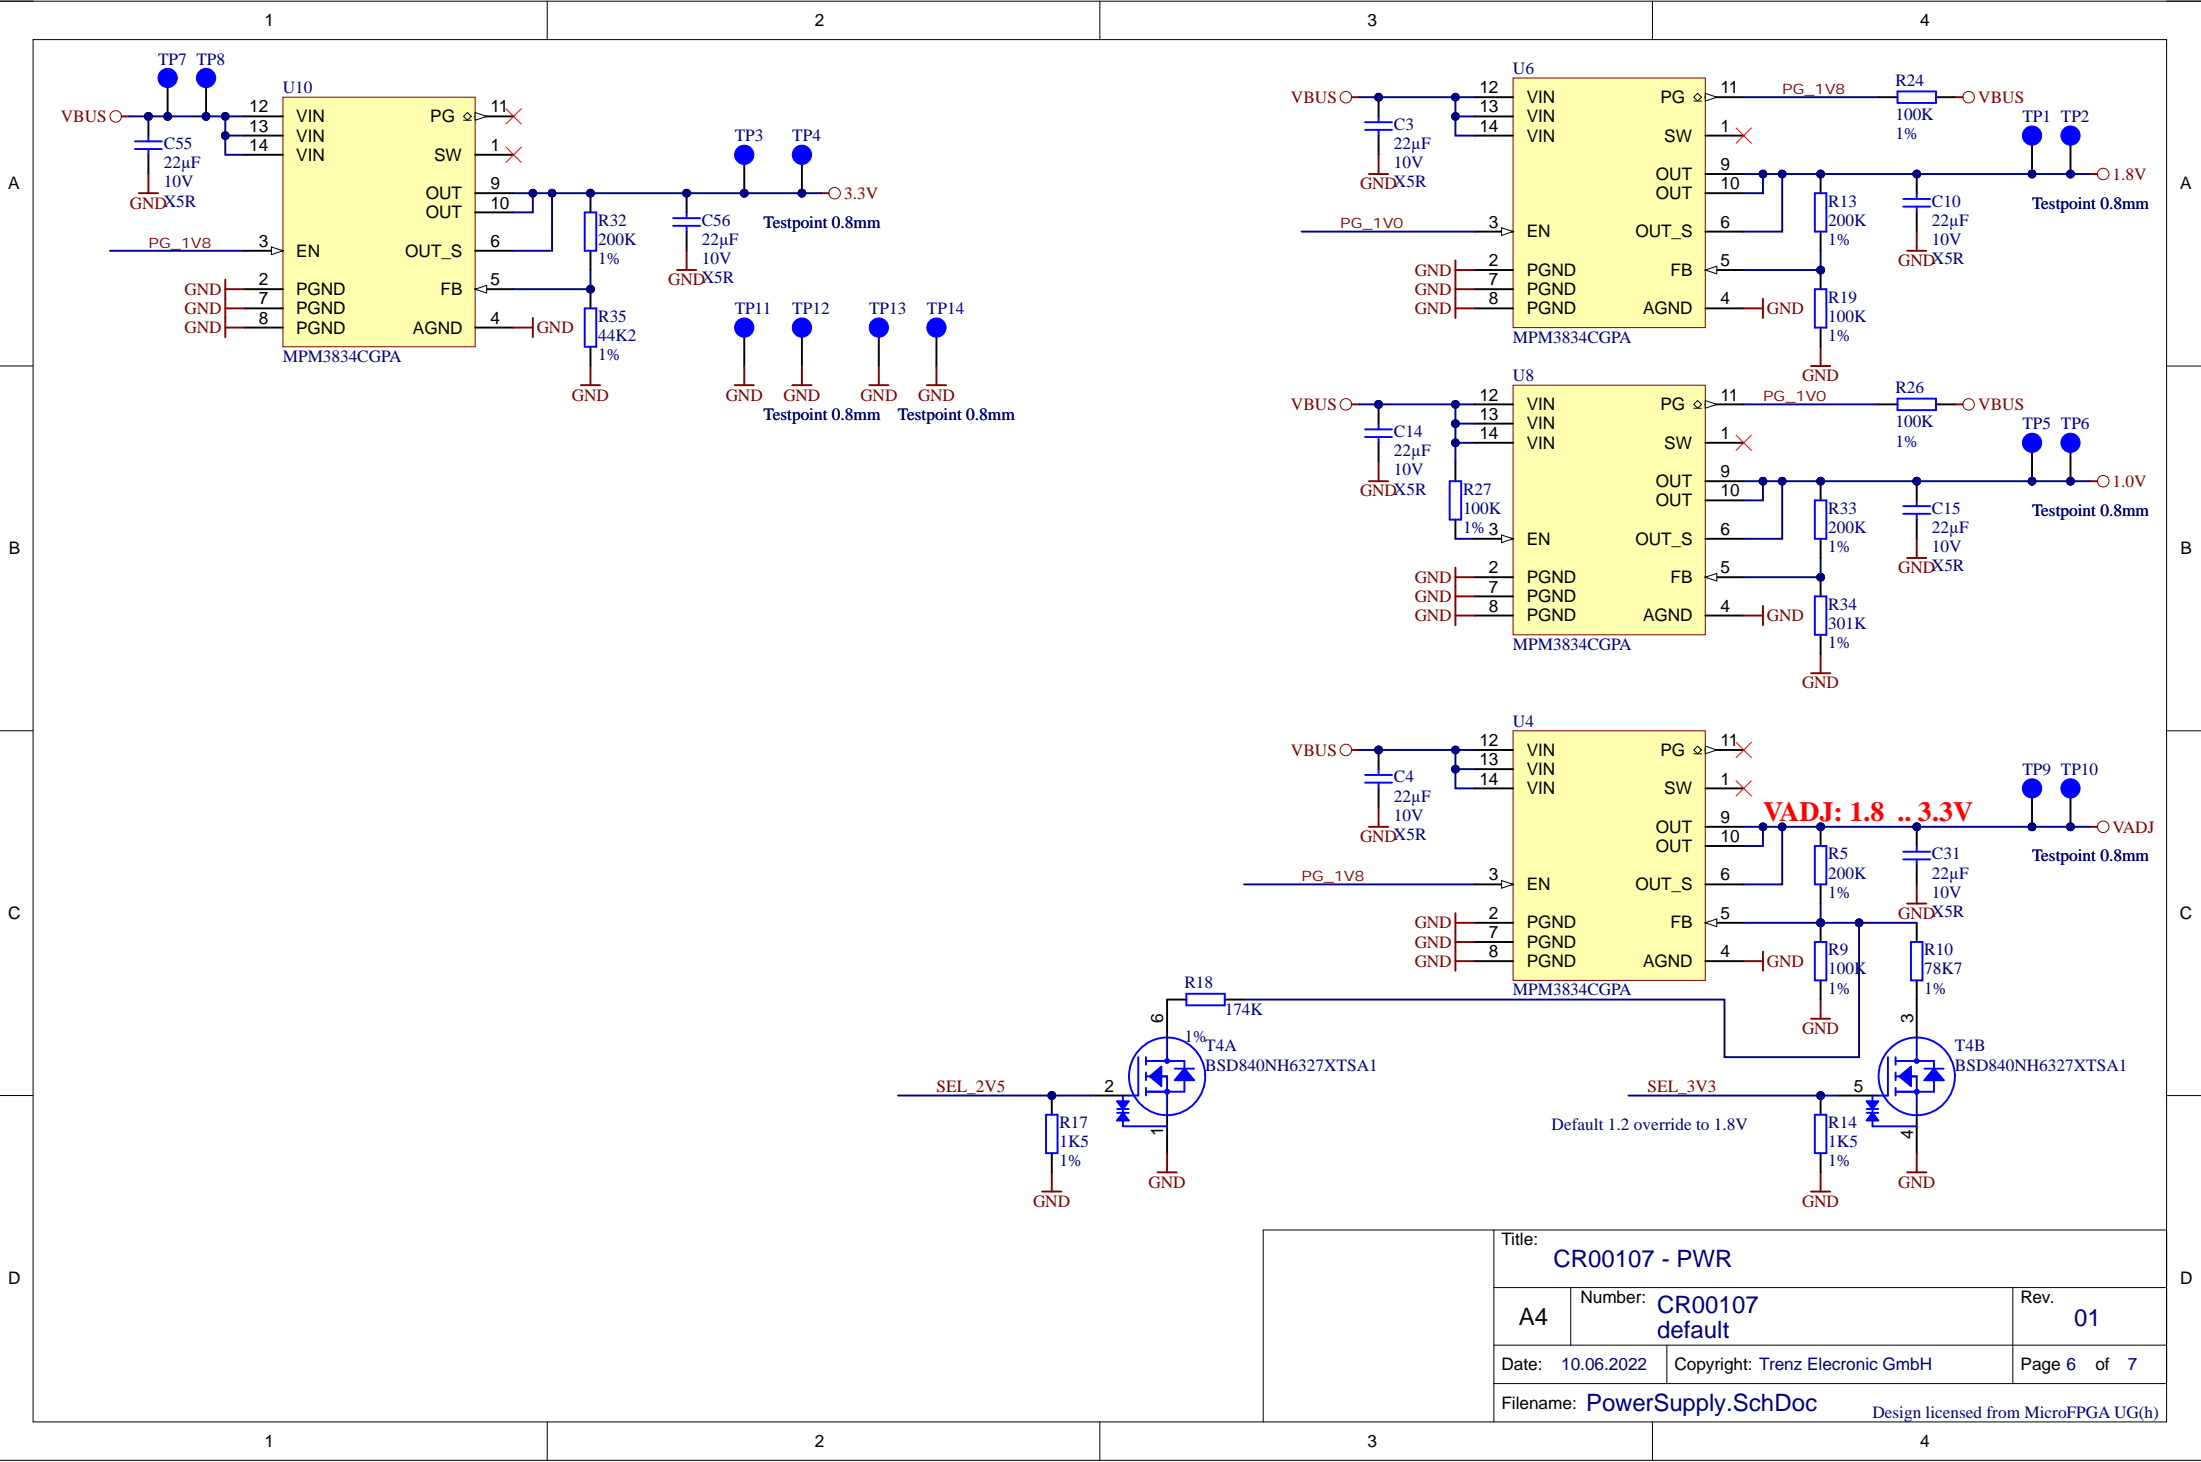 1 2 3 4
A
B
C
D
TP7 TP8
U10
VBUS
12 VIN
13 VIN
14 VIN
PG 11
SW 1
OUT 9
OUT 10
C55
22µF
10V
X5R
GND
PG_1V8
3 EN
OUT_S 6
2 PGND
7 PGND
8 PGND
GND
GND
GND
FB 5
AGND 4
GND
MPM3834CGPA
R32
200K
1%
R35
44K2
1%
GND
C56
22µF
10V
X5R
GND
TP3 TP4
3.3V
Testpoint 0.8mm
TP11 TP12 TP13 TP14
GND GND GND GND
Testpoint 0.8mm Testpoint 0.8mm
U6
VBUS
12 VIN
13 VIN
14 VIN
PG 11
PG_1V8
R24
100K
1%
VBUS
SW 1
OUT 9
OUT 10
C3
22µF
10V
X5R
GND
PG_1V0
3 EN
OUT_S 6
2 PGND
7 PGND
8 PGND
GND
GND
GND
FB 5
AGND 4
GND
MPM3834CGPA
R13
200K
1%
R19
100K
1%
GND
C10
22µF
10V
X5R
GND
TP1 TP2
1.8V
Testpoint 0.8mm
U8
VBUS
12 VIN
13 VIN
14 VIN
PG 11
PG_1V0
R26
100K
1%
VBUS
SW 1
OUT 9
OUT 10
C14
22µF
10V
X5R
GND
R27
100K
1%
3 EN
OUT_S 6
2 PGND
7 PGND
8 PGND
GND
GND
GND
FB 5
AGND 4
GND
MPM3834CGPA
R33
200K
1%
R34
301K
1%
GND
C15
22µF
10V
X5R
GND
TP5 TP6
1.0V
Testpoint 0.8mm
U4
VBUS
12 VIN
13 VIN
14 VIN
PG 11
SW 1
VADJ: 1.8 .. 3.3V
OUT 9
OUT 10
C4
22µF
10V
X5R
GND
PG_1V8
3 EN
OUT_S 6
2 PGND
7 PGND
8 PGND
GND
GND
GND
FB 5
AGND 4
GND
MPM3834CGPA
R5
200K
1%
R9
100K
1%
GND
C31
22µF
10V
X5R
GND
TP9 TP10
VADJ
Testpoint 0.8mm
R10
78K7
1%
R18
174K
1%
6
T4A
BSD840NH6327XTSA1
SEL_2V5
2
1
R17
1K5
1%
GND
GND
3
T4B
BSD840NH6327XTSA1
SEL_3V3
5
4
Default 1.2 override to 1.8V
R14
1K5
1%
GND
GND
Title:
CR00107 - PWR
A4
Number: CR00107
default
Rev.
01
Date: 10.06.2022 Copyright: Trenz Elecronic GmbH Page 6 of 7
Filename: PowerSupply.SchDoc
Design licensed from MicroFPGA UG(h)
A
B
C
D
1 2 3 4